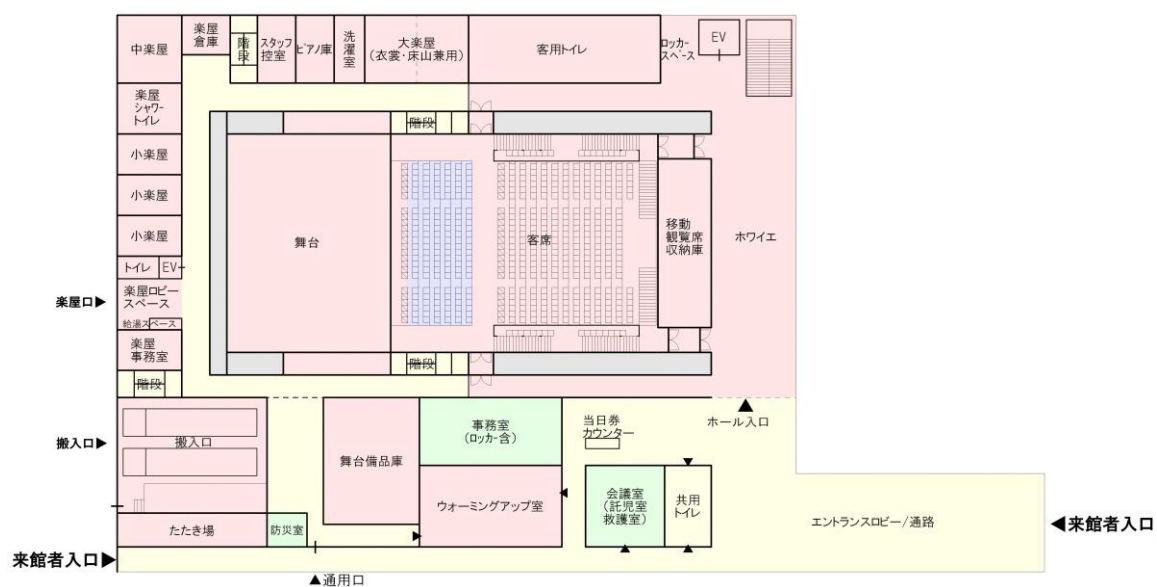 中楽屋
楽屋
倉庫
階段
スタッフ
控室
ピアノ庫
洗濯室
大楽屋
(衣裳・床山兼用)
客用トイレ
ロッカー
スペース
EV
楽屋
シャワー
トイレ
階段
小楽屋
小楽屋
小楽屋
舞台
客席
移動
観覧席
収納庫
ホワイエ
トイレ
EV
楽屋口▶
楽屋ロビー
スペース
給湯スペース
楽屋
事務室
階段
階段
搬入口▶
搬入口
舞台備品庫
事務室
(ロッカー含)
当日券
カウンター
▲
ホール入口
ウォーミングアップ室
会議室
(託児室
救護室)
共用
トイレ
エントランスロビー/通路
◀来館者入口
たたき場
防災室
来館者入口▶
▲通用口